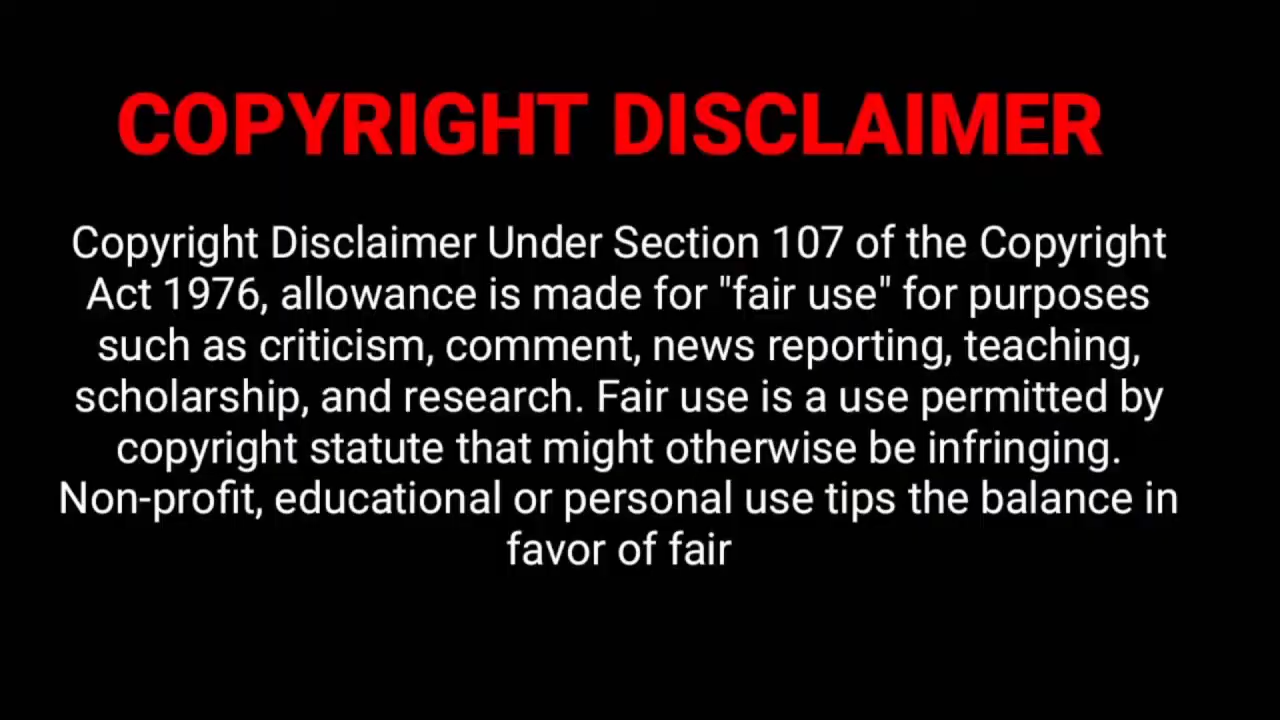 COPYRIGHT DISCLAIMER
Copyright Disclaimer Under Section 107 of the Copyright
Act 1976, allowance is made for "fair use" for purposes
such as criticism, comment, news reporting, teaching,
scholarship, and research. Fair use is a use permitted by
copyright statute that might otherwise be infringing.
Non-profit, educational or personal use tips the balance in
favor of fair